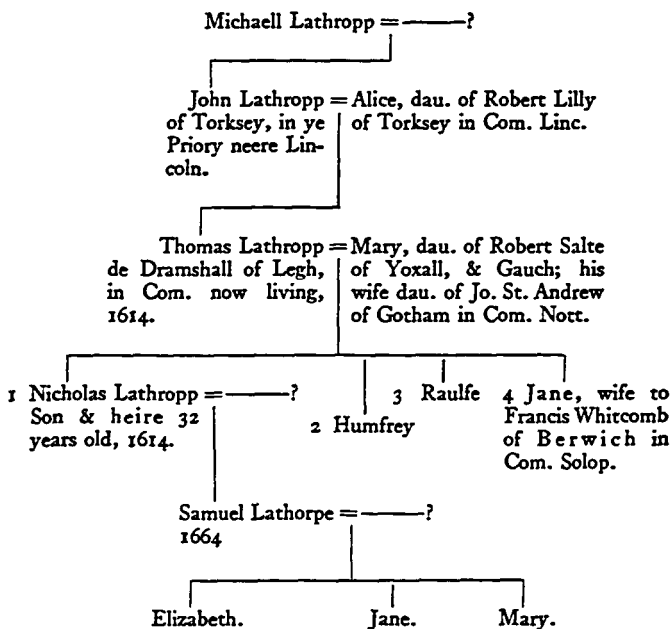 Michaell Lathropp = ———?
John Lathropp = Alice, dau. of Robert Lilly
of Torksey, in ye of Torksey in Com. Linc.
Priory neere Lin-
coln.
Thomas Lathropp = Mary, dau. of Robert Salte
de Dramshall of Legh, of Yoxall, & Gauch; his
in Com. now living, wife dau. of Jo. St. Andrew
1614. of Gotham in Com. Nott.
1 Nicholas Lathropp = ———?
Son & heire 32
years old, 1614.
2 Humfrey
3 Raulfe
4 Jane, wife to
Francis Whitcomb
of Berwich in
Com. Solop.
Samuel Lathorpe = ———?
1664
Elizabeth. Jane. Mary.